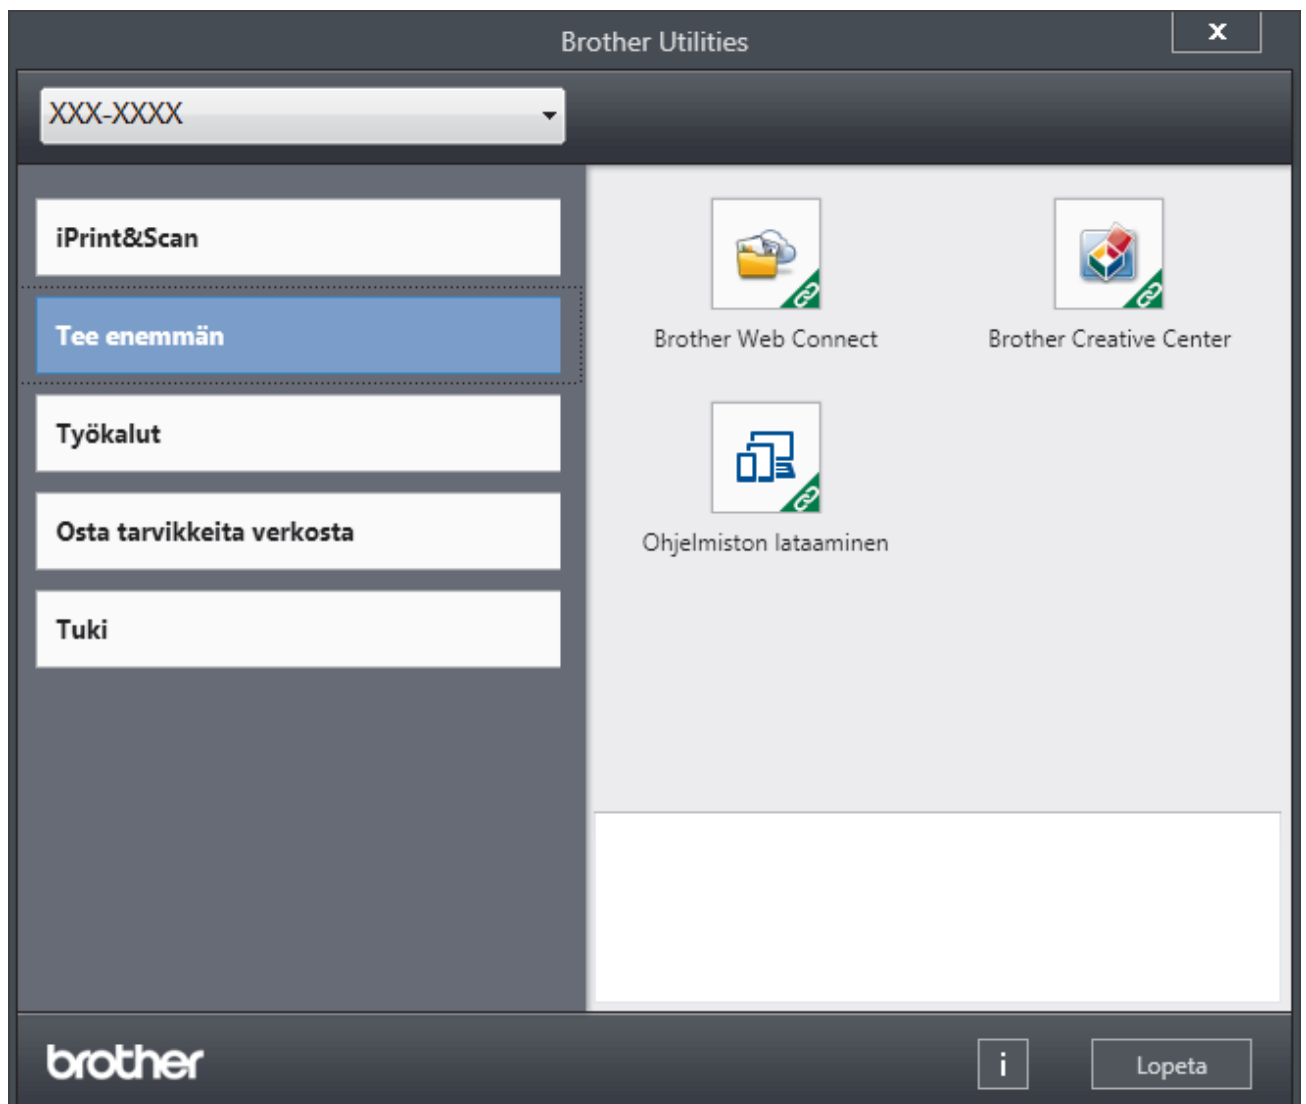 Brother Utilities
X
XXX-XXXX
iPrint&Scan
Tee enemmän
Työkalut
Osta tarvikkeita verkosta
Tuki
Brother Web Connect
Brother Creative Center
Ohjelmiston lataaminen
brother
i
Lopeta